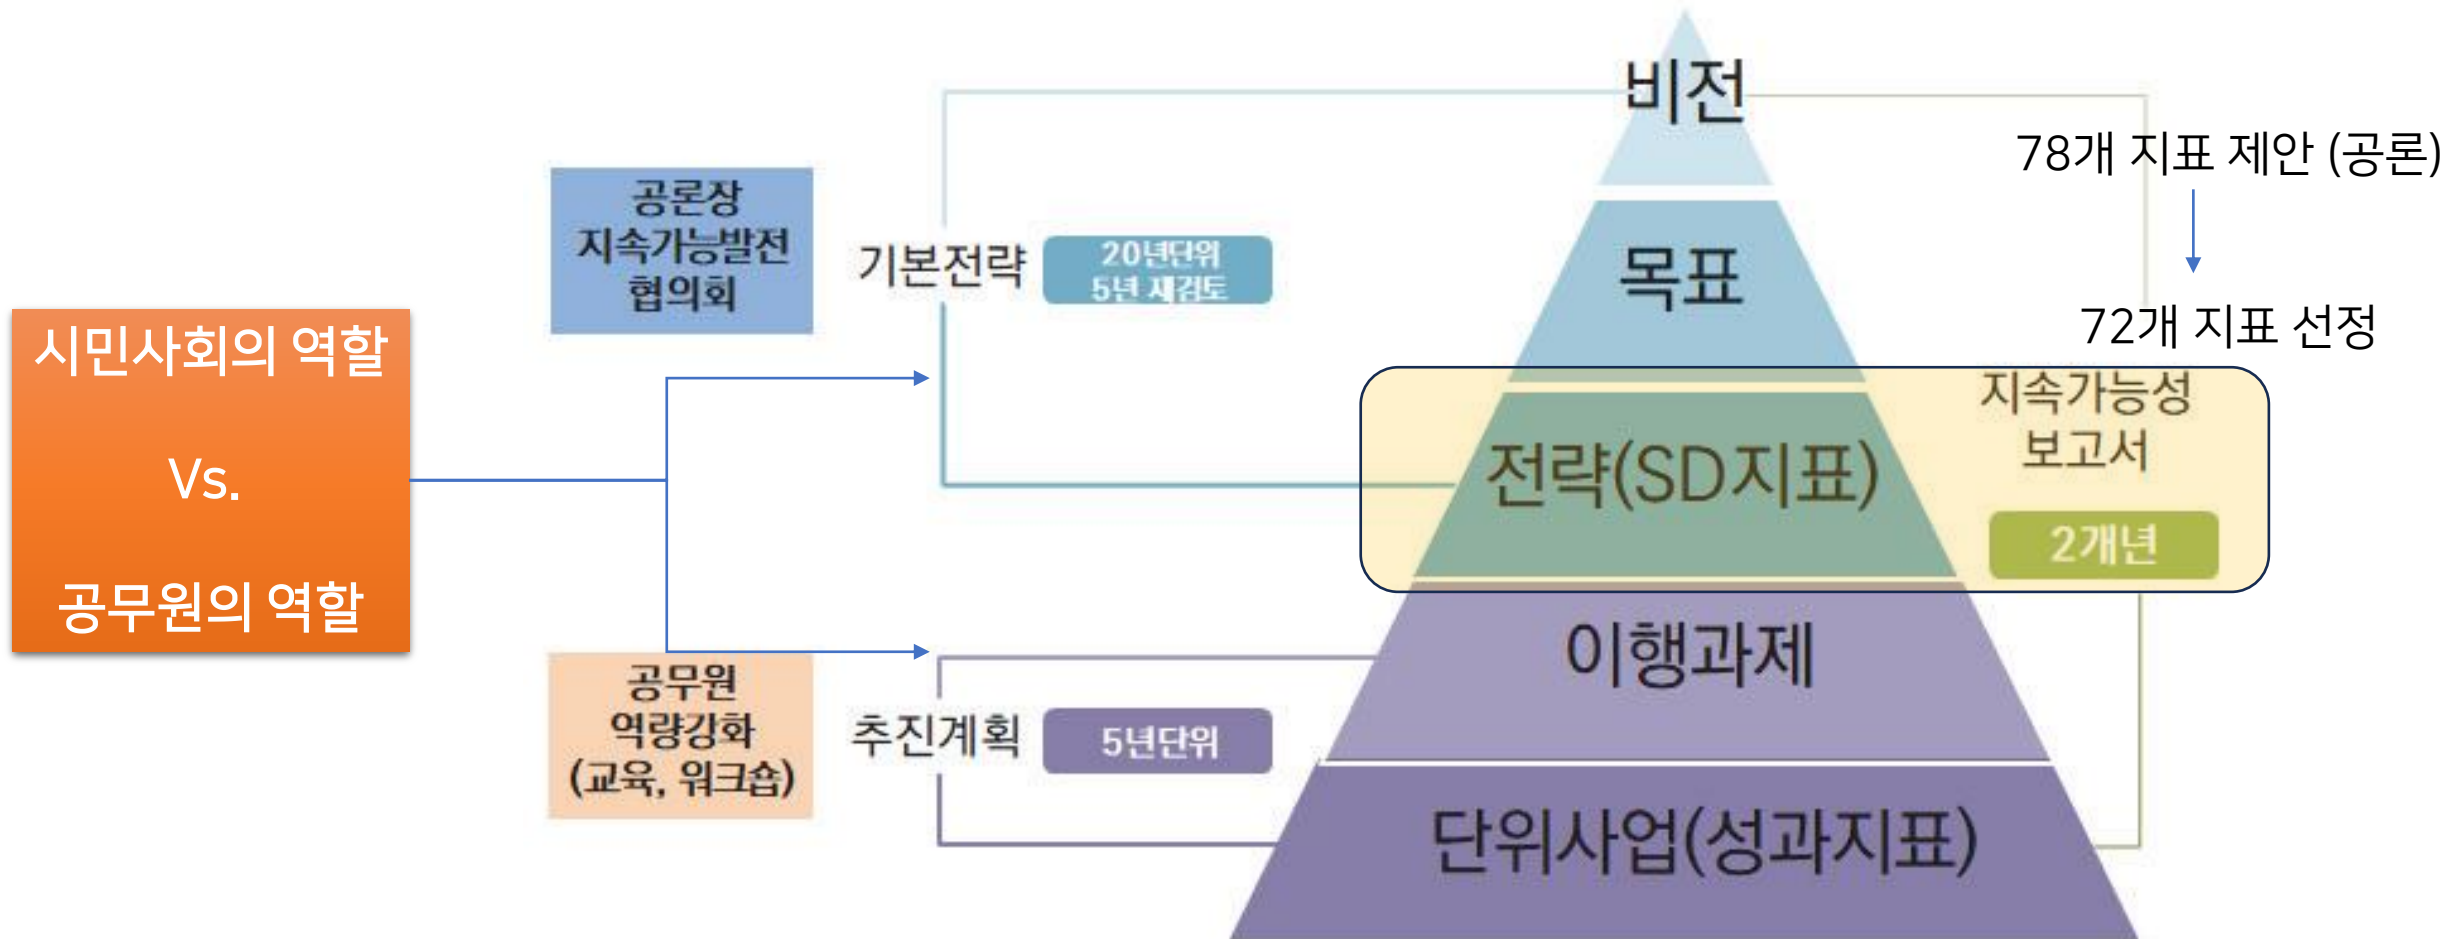 시민사회의 역할
Vs.
공무원의 역할
공론장
지속가능발전
협의회
기본전략
20년단위
5년 재검토
공무원
역량강화
(교육, 워크숍)
추진계획
5년단위
비전
목표
전략(SD지표)
이행과제
단위사업(성과지표)
78개 지표 제안 (공론)
72개 지표 선정
지속가능성
보고서
2개년